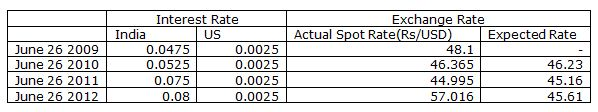 Interest Rate Exchange Rate
India US Actual Spot Rate(Rs/USD) Expected Rate
June 26 2009 0.0475 0.0025 48.1 -
June 26 2010 0.0525 0.0025 46.365 46.23
June 26 2011 0.075 0.0025 44.995 45.16
June 26 2012 0.08 0.0025 57.016 45.61